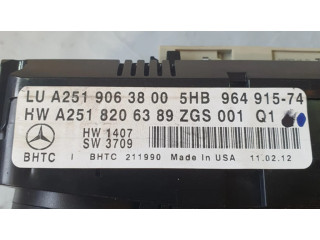 LU A251 906 38 00 5HB 964 915-74
HW A251 820 63 89 ZGS 001 Q1
HW 1407
SW 3709
BHTC I BHTC 211990 Made In USA 11.02.12